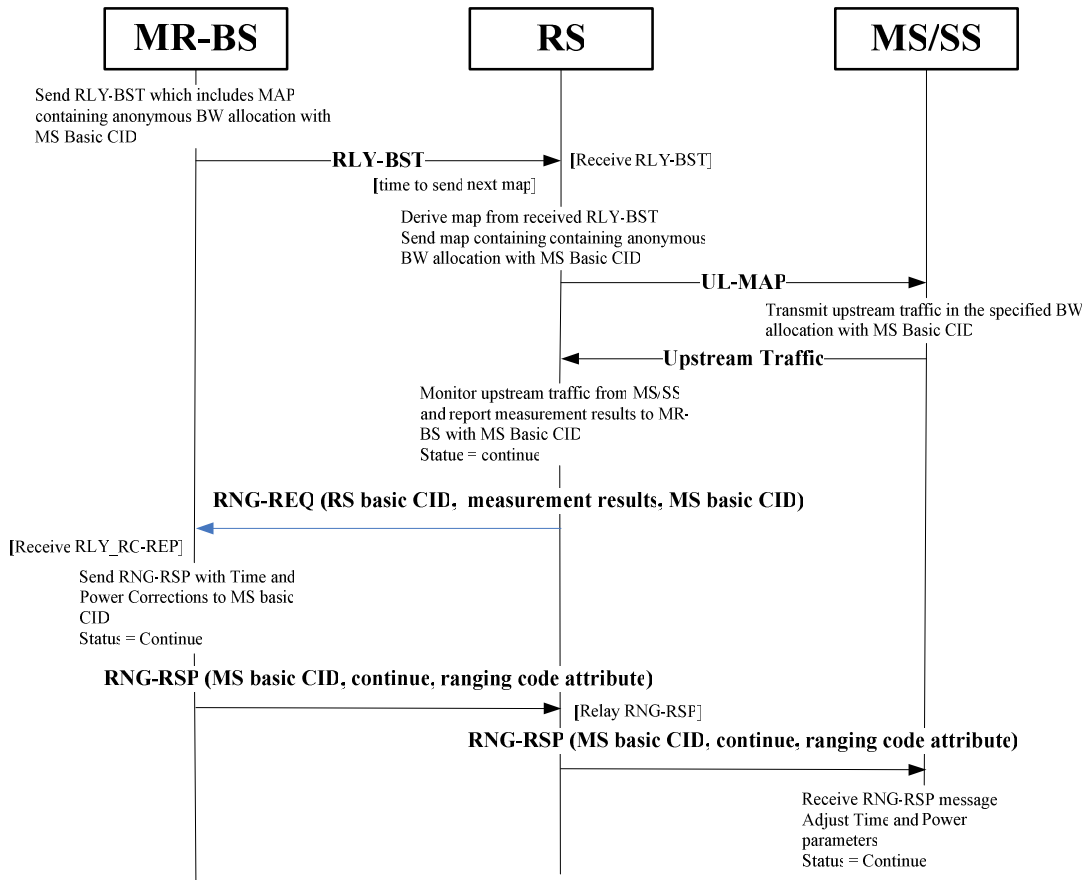 MR-BS
RS
MS/SS
Send RLY-BST which includes MAP
containing anonymous BW allocation with
MS Basic CID
RLY-BST
[Receive RLY-BST]
[time to send next map]
Derive map from received RLY-BST
Send map containing containing anonymous
BW allocation with MS Basic CID
UL-MAP
Transmit upstream traffic in the specified BW
allocation with MS Basic CID
Upstream Traffic
Monitor upstream traffic from MS/SS
and report measurement results to MR-
BS with MS Basic CID
Statue = continue
RNG-REQ (RS basic CID, measurement results, MS basic CID)
[Receive RLY_RC-REP]
Send RNG-RSP with Time and
Power Corrections to MS basic
CID
Status = Continue
RNG-RSP (MS basic CID, continue, ranging code attribute)
[Relay RNG-RSP]
RNG-RSP (MS basic CID, continue, ranging code attribute)
Receive RNG-RSP message
Adjust Time and Power
parameters
Status = Continue